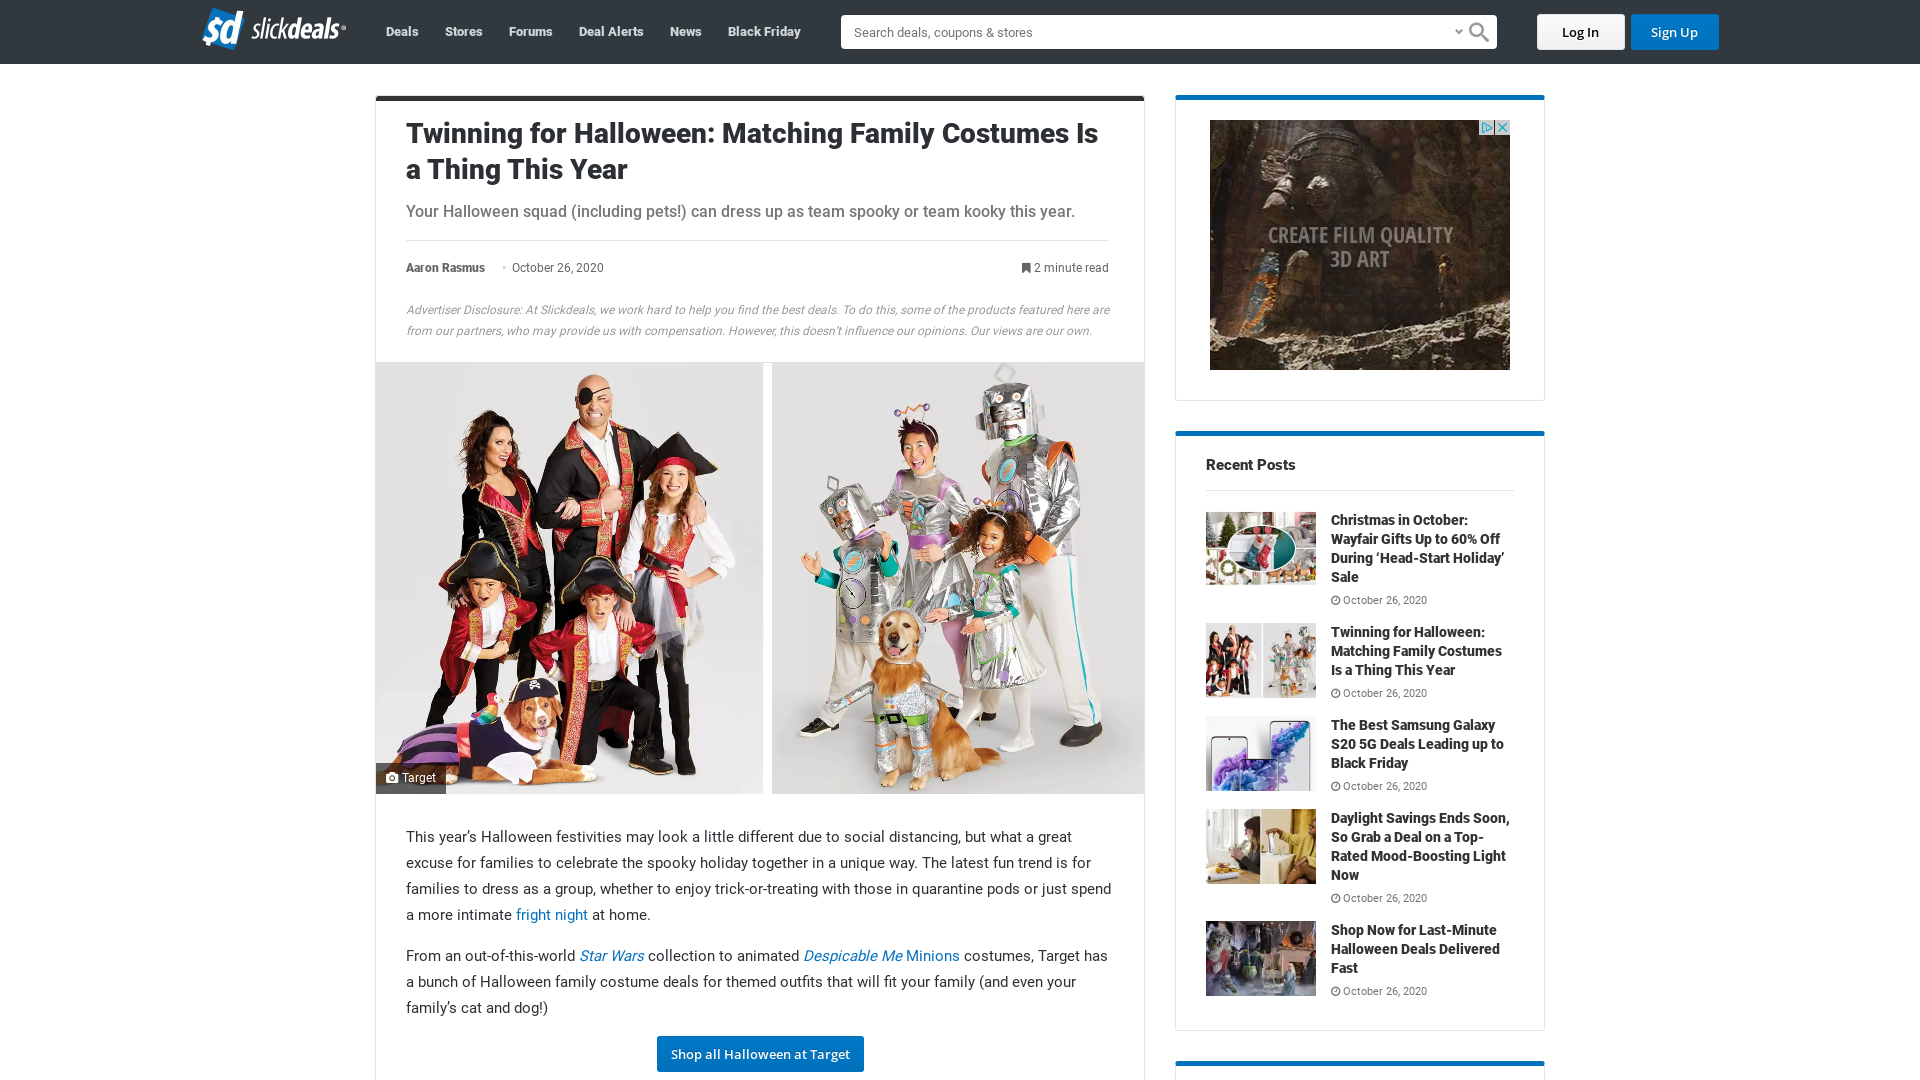 $d slickdeals®
Deals
Stores
Forums
Deal Alerts
News
Black Friday
Search deals, coupons & stores
Log In
Sign Up
Twinning for Halloween: Matching Family Costumes Is
a Thing This Year
Your Halloween squad (including pets!) can dress up as team spooky or team kooky this year.
Aaron Rasmus • October 26, 2020
2 minute read
Advertiser Disclosure: At Slickdeals, we work hard to help you find the best deals. To do this, some of the products featured here are
from our partners, who may provide us with compensation. However, this doesn’t influence our opinions. Our views are our own.
Target
This year’s Halloween festivities may look a little different due to social distancing, but what a great
excuse for families to celebrate the spooky holiday together in a unique way. The latest fun trend is for
families to dress as a group, whether to enjoy trick-or-treating with those in quarantine pods or just spend
a more intimate fright night at home.
From an out-of-this-world Star Wars collection to animated Despicable Me Minions costumes, Target has
a bunch of Halloween family costume deals for themed outfits that will fit your family (and even your
family’s cat and dog!)
Shop all Halloween at Target
CREATE FILM QUALITY
3D ART
Recent Posts
Christmas in October:
Wayfair Gifts Up to 60% Off
During ‘Head-Start Holiday’
Sale
October 26, 2020
Twinning for Halloween:
Matching Family Costumes
Is a Thing This Year
October 26, 2020
The Best Samsung Galaxy
S20 5G Deals Leading up to
Black Friday
October 26, 2020
Daylight Savings Ends Soon,
So Grab a Deal on a Top-
Rated Mood-Boosting Light
Now
October 26, 2020
Shop Now for Last-Minute
Halloween Deals Delivered
Fast
October 26, 2020